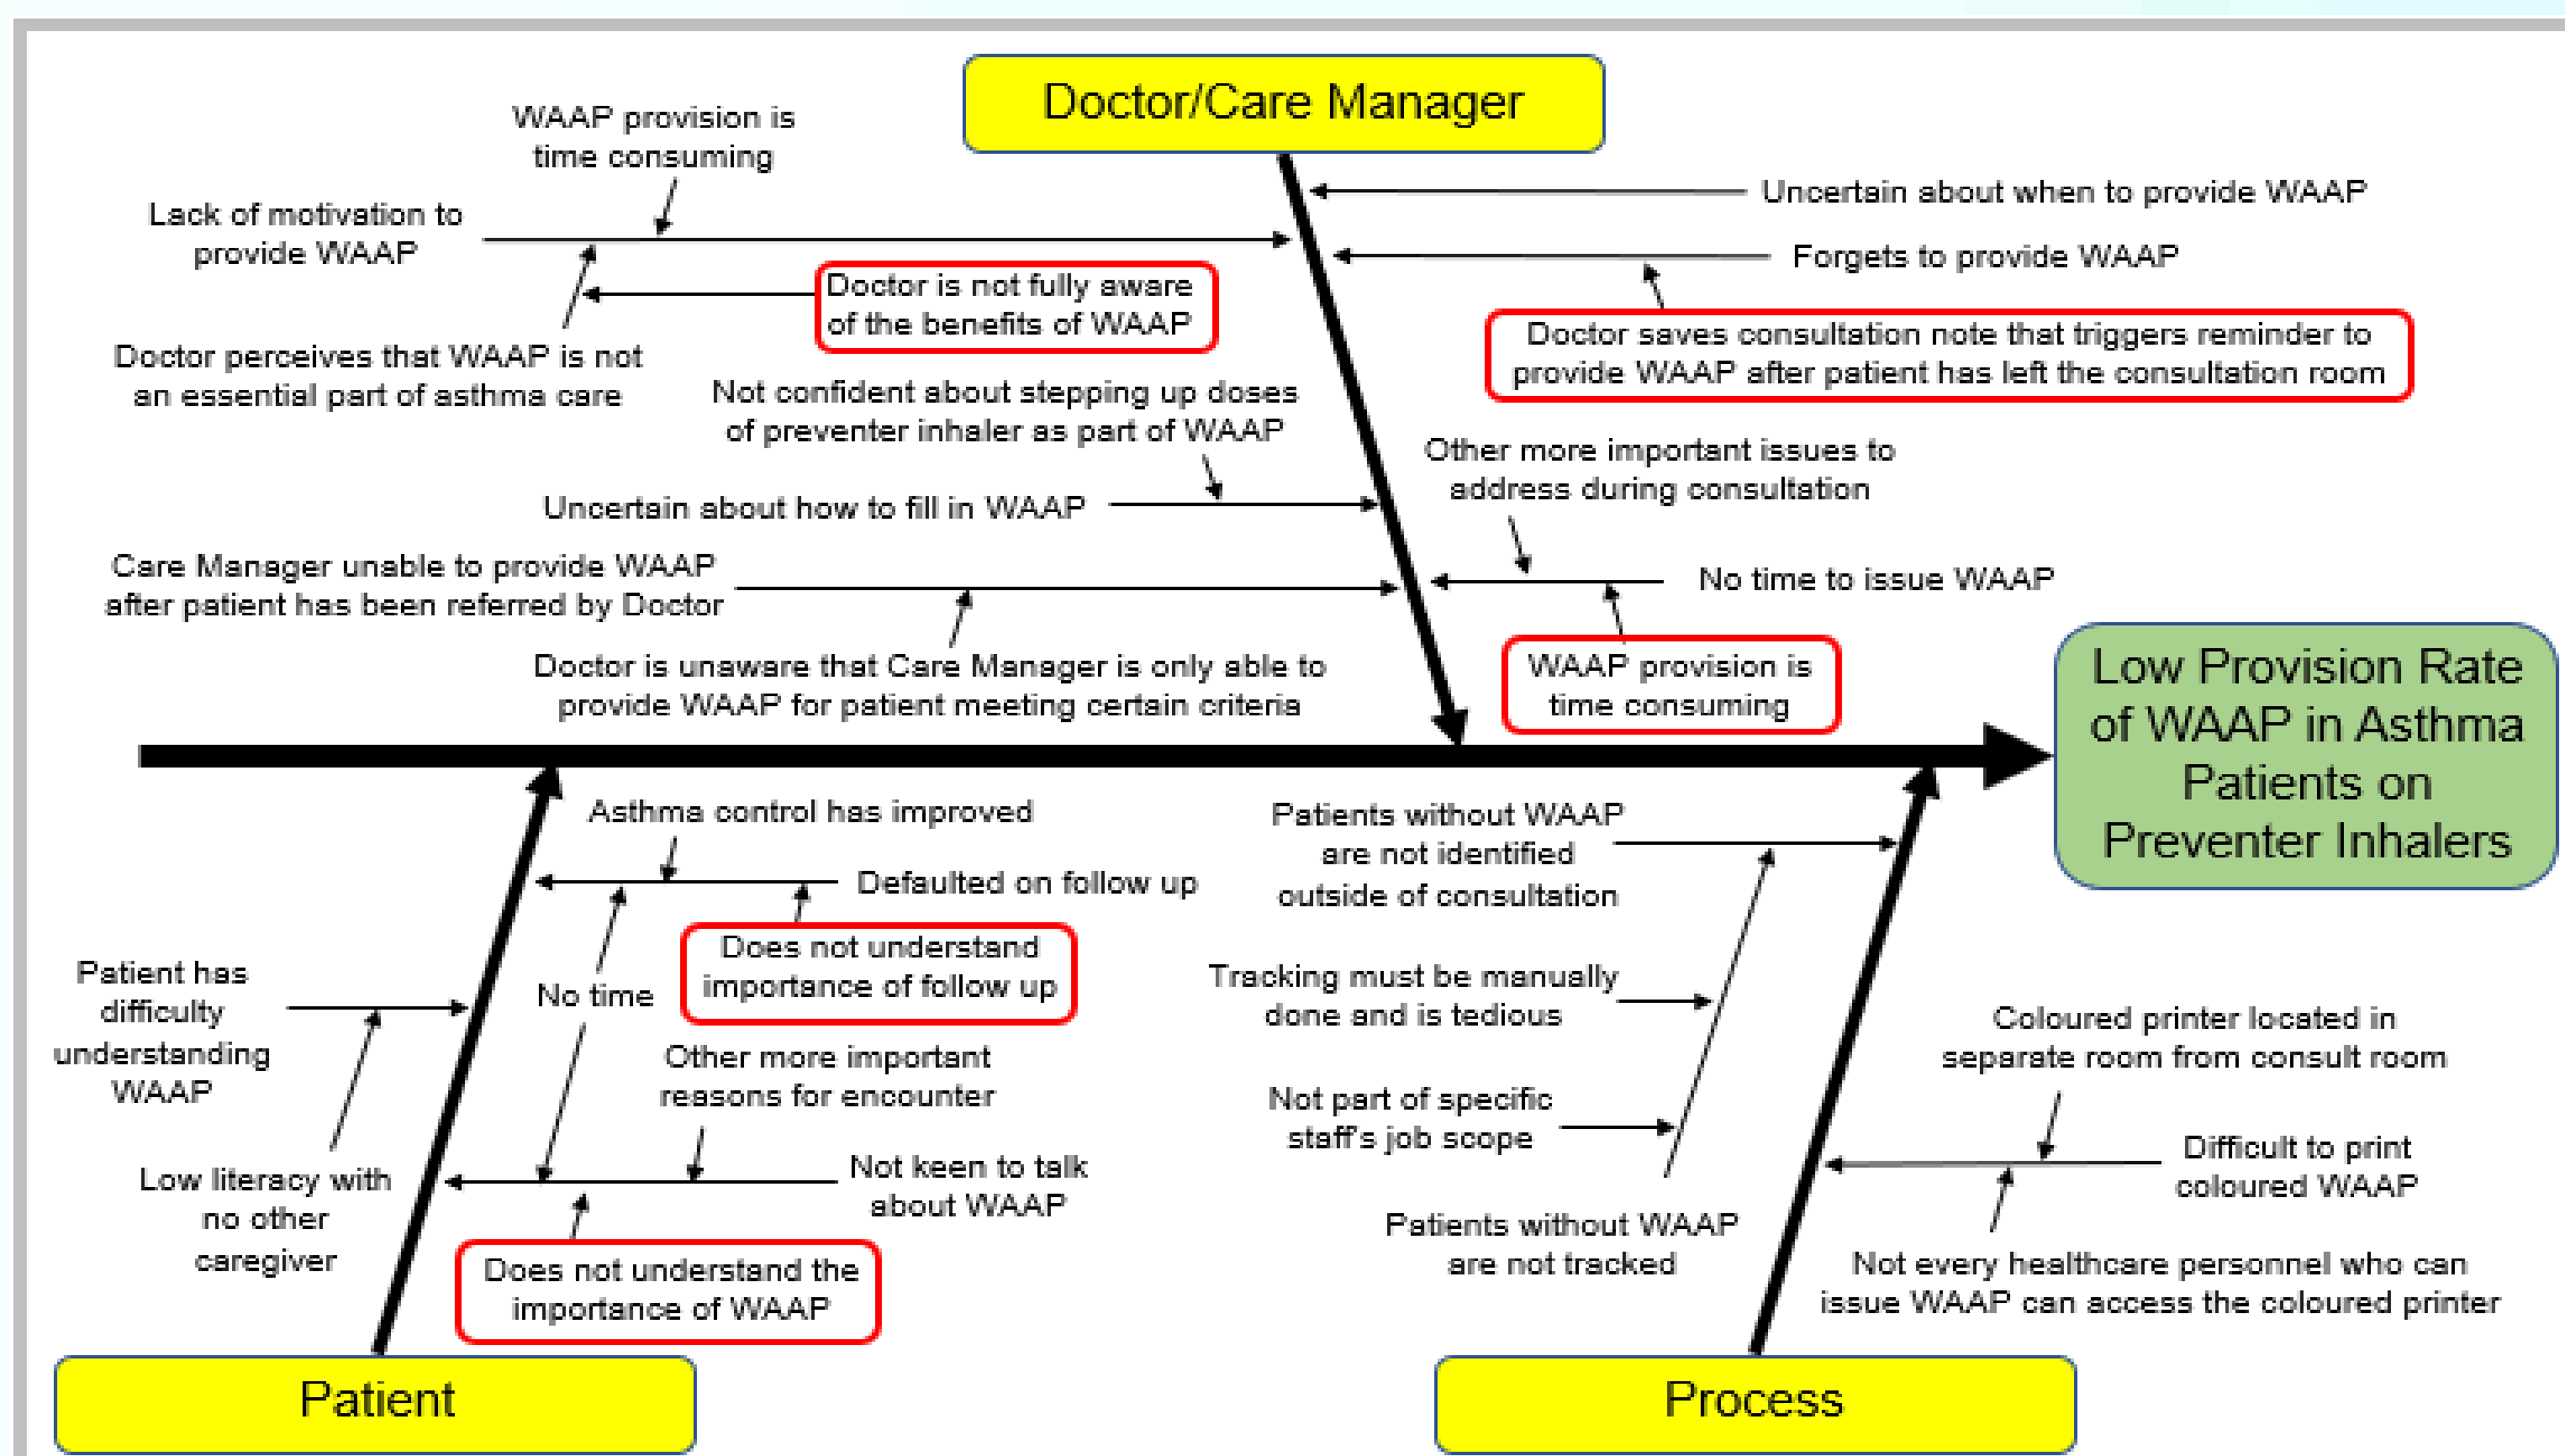 Doctor/Care Manager
WAAP provision is
time consuming
Lack of motivation to
provide WAAP
Doctor is not fully aware
of the benefits of WAAP
Doctor perceives that WAAP is not
an essential part of asthma care
Not confident about stepping up doses
of preventer inhaler as part of WAAP
Uncertain about how to fill in WAAP
Care Manager unable to provide WAAP
after patient has been referred by Doctor
Doctor is unaware that Care Manager is only able to
provide WAAP for patient meeting certain criteria
Uncertain about when to provide WAAP
Forgets to provide WAAP
Doctor saves consultation note that triggers reminder to
provide WAAP after patient has left the consultation room
Other more important issues to
address during consultation
No time to issue WAAP
WAAP provision is
time consuming
Low Provision Rate
of WAAP in Asthma
Patients on
Preventer Inhalers
Asthma control has improved
Defaulted on follow up
Does not understand
importance of follow up
No time
Patient has
difficulty
understanding
WAAP
Low literacy with
no other
caregiver
Other more important
reasons for encounter
Not keen to talk
about WAAP
Does not understand the
importance of WAAP
Patient
Patients without WAAP
are not identified
outside of consultation
Tracking must be manually
done and is tedious
Not part of specific
staff's job scope
Patients without WAAP
are not tracked
Coloured printer located in
separate room from consult room
Difficult to print
coloured WAAP
Not every healthcare personnel who can
issue WAAP can access the coloured printer
Process